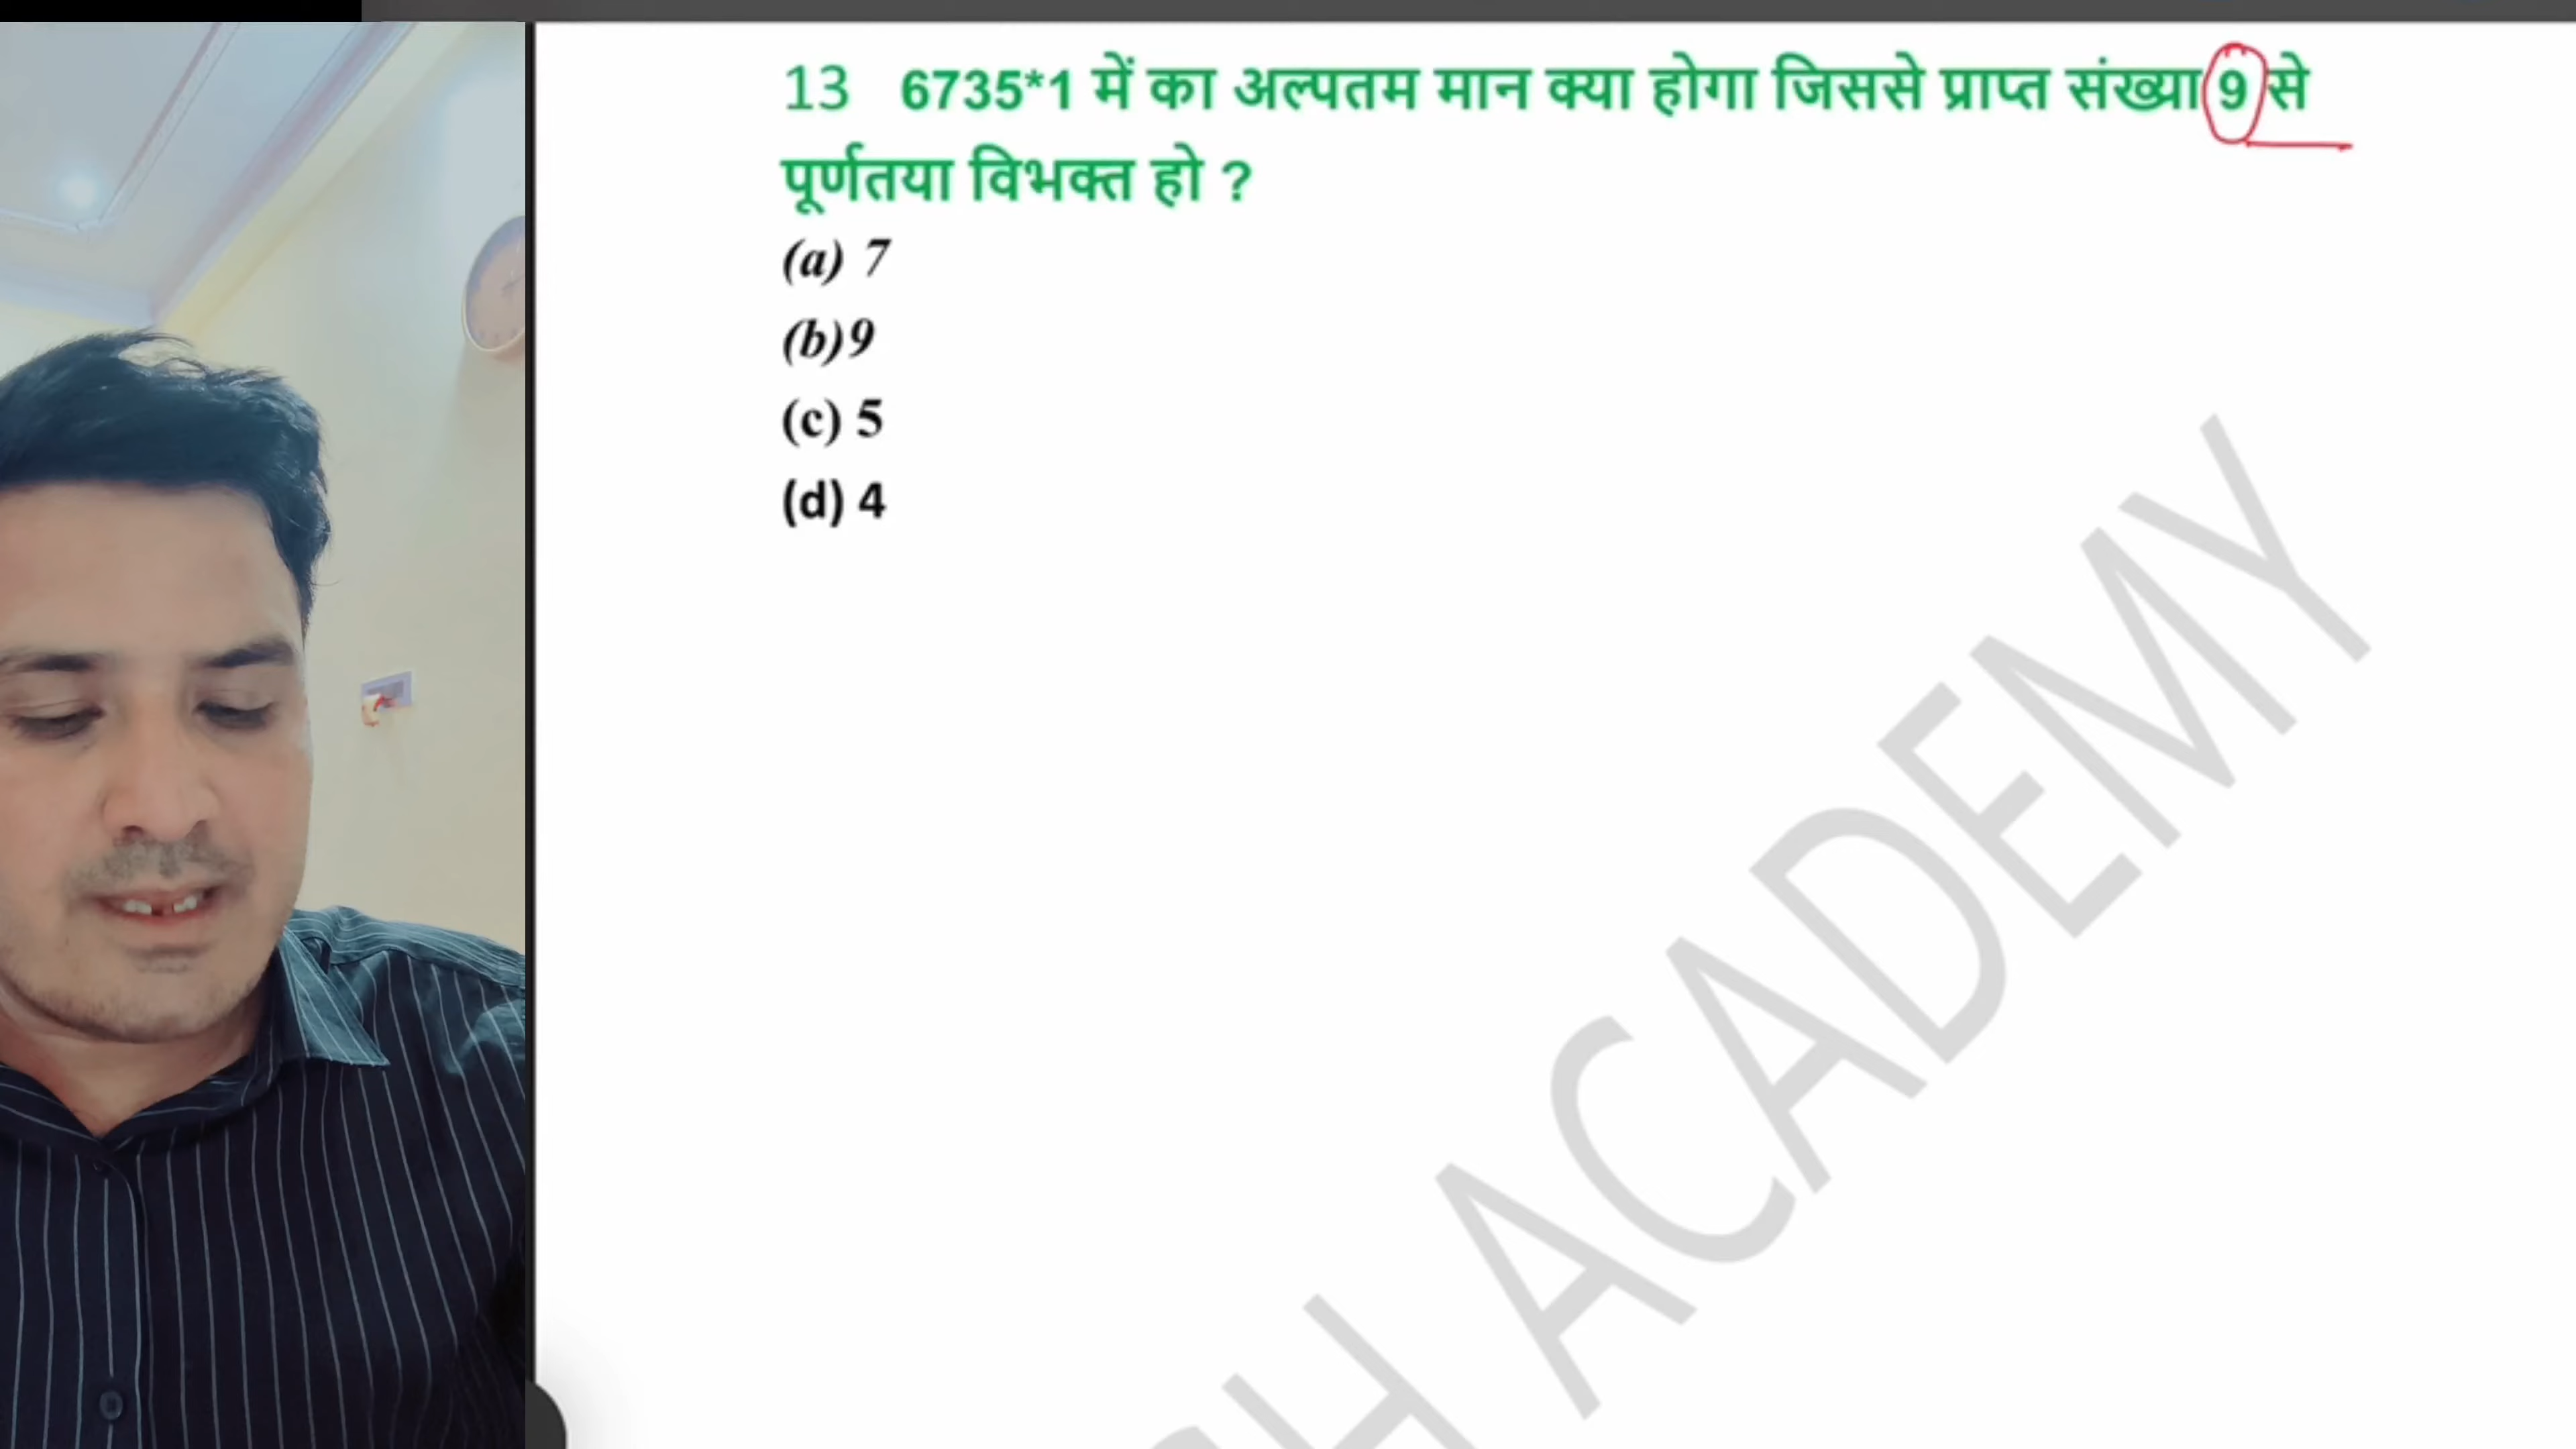 13 6735*1 में का अल्पतम मान क्या होगा जिससे प्राप्त संख्या 9 से
पूर्णतया विभक्त हो ?
(a) 7
(b)9
(c) 5
(d) 4
ACADEMY